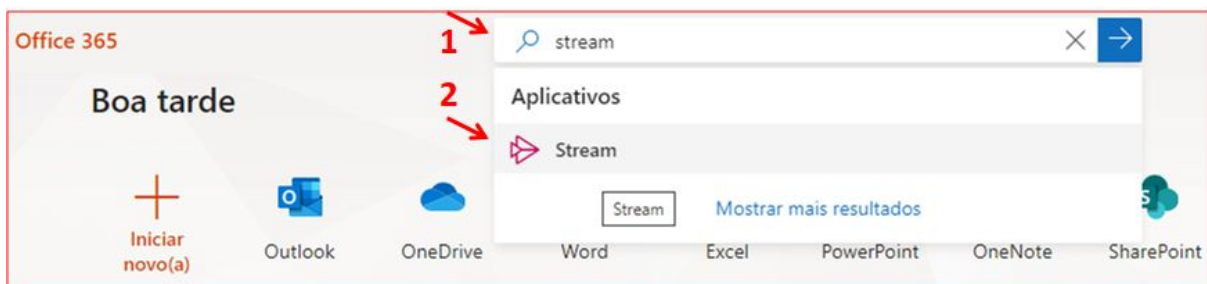 Office 365
1
stream
Boa tarde
2
Aplicativos
Stream
Stream
Mostrar mais resultados
Iniciar
novo(a)
Outlook
OneDrive
Word
Excel
PowerPoint
OneNote
SharePoint